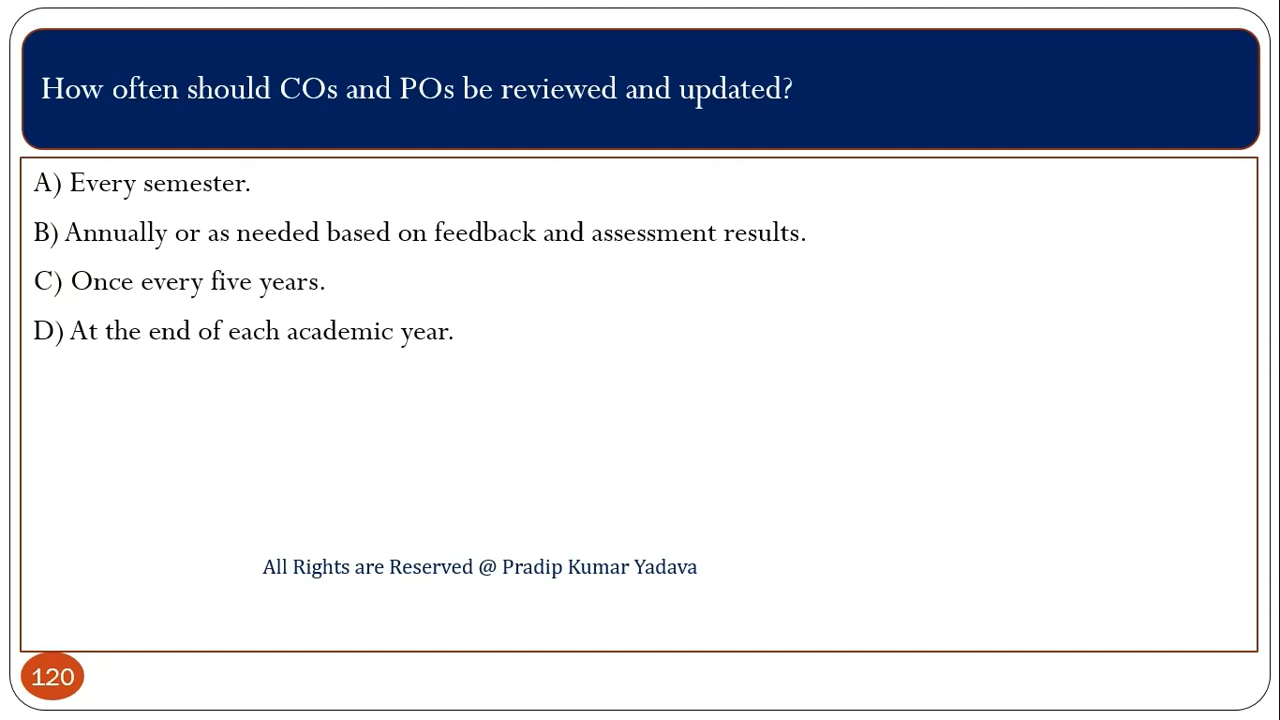 How often should COs and POs be reviewed and updated?
A) Every semester.
B) Annually or as needed based on feedback and assessment results.
C) Once every five years.
D) At the end of each academic year.
All Rights are Reserved @ Pradip Kumar Yadava
120